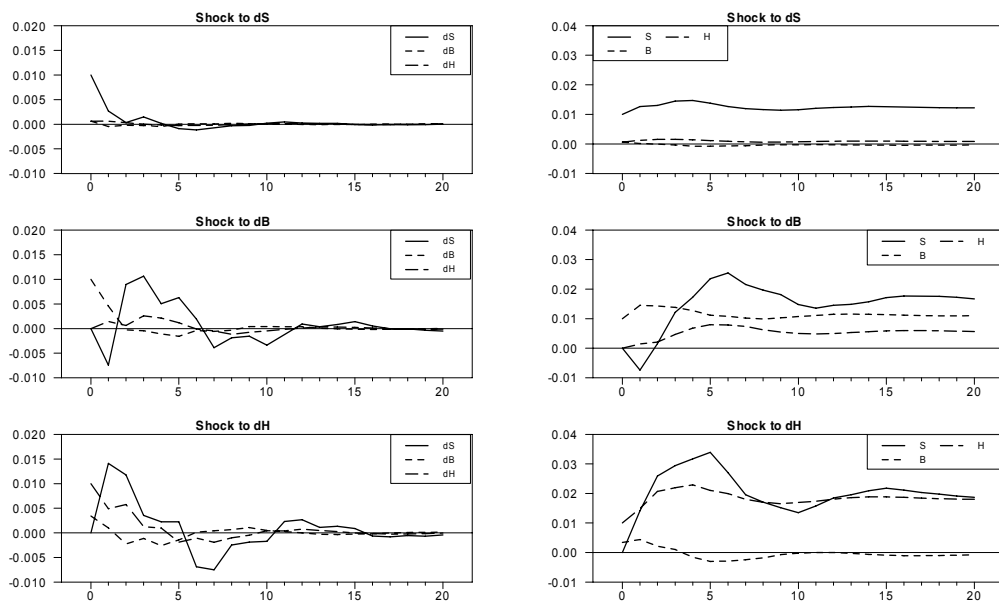 Shock to dS
0.020
0.015
0.010
0.005
0.000
-0.005
-0.010
dS
dB
dH
0 5 10 15 20
Shock to dS
0.04
0.03
0.02
0.01
0.00
-0.01
S H
B
0 5 10 15 20
Shock to dB
0.020
0.015
0.010
0.005
0.000
-0.005
-0.010
dS
dB
dH
0 5 10 15 20
Shock to dB
0.04
0.03
0.02
0.01
0.00
-0.01
S H
B
0 5 10 15 20
Shock to dH
0.020
0.015
0.010
0.005
0.000
-0.005
-0.010
dS
dB
dH
0 5 10 15 20
Shock to dH
0.04
0.03
0.02
0.01
0.00
-0.01
S H
B
0 5 10 15 20